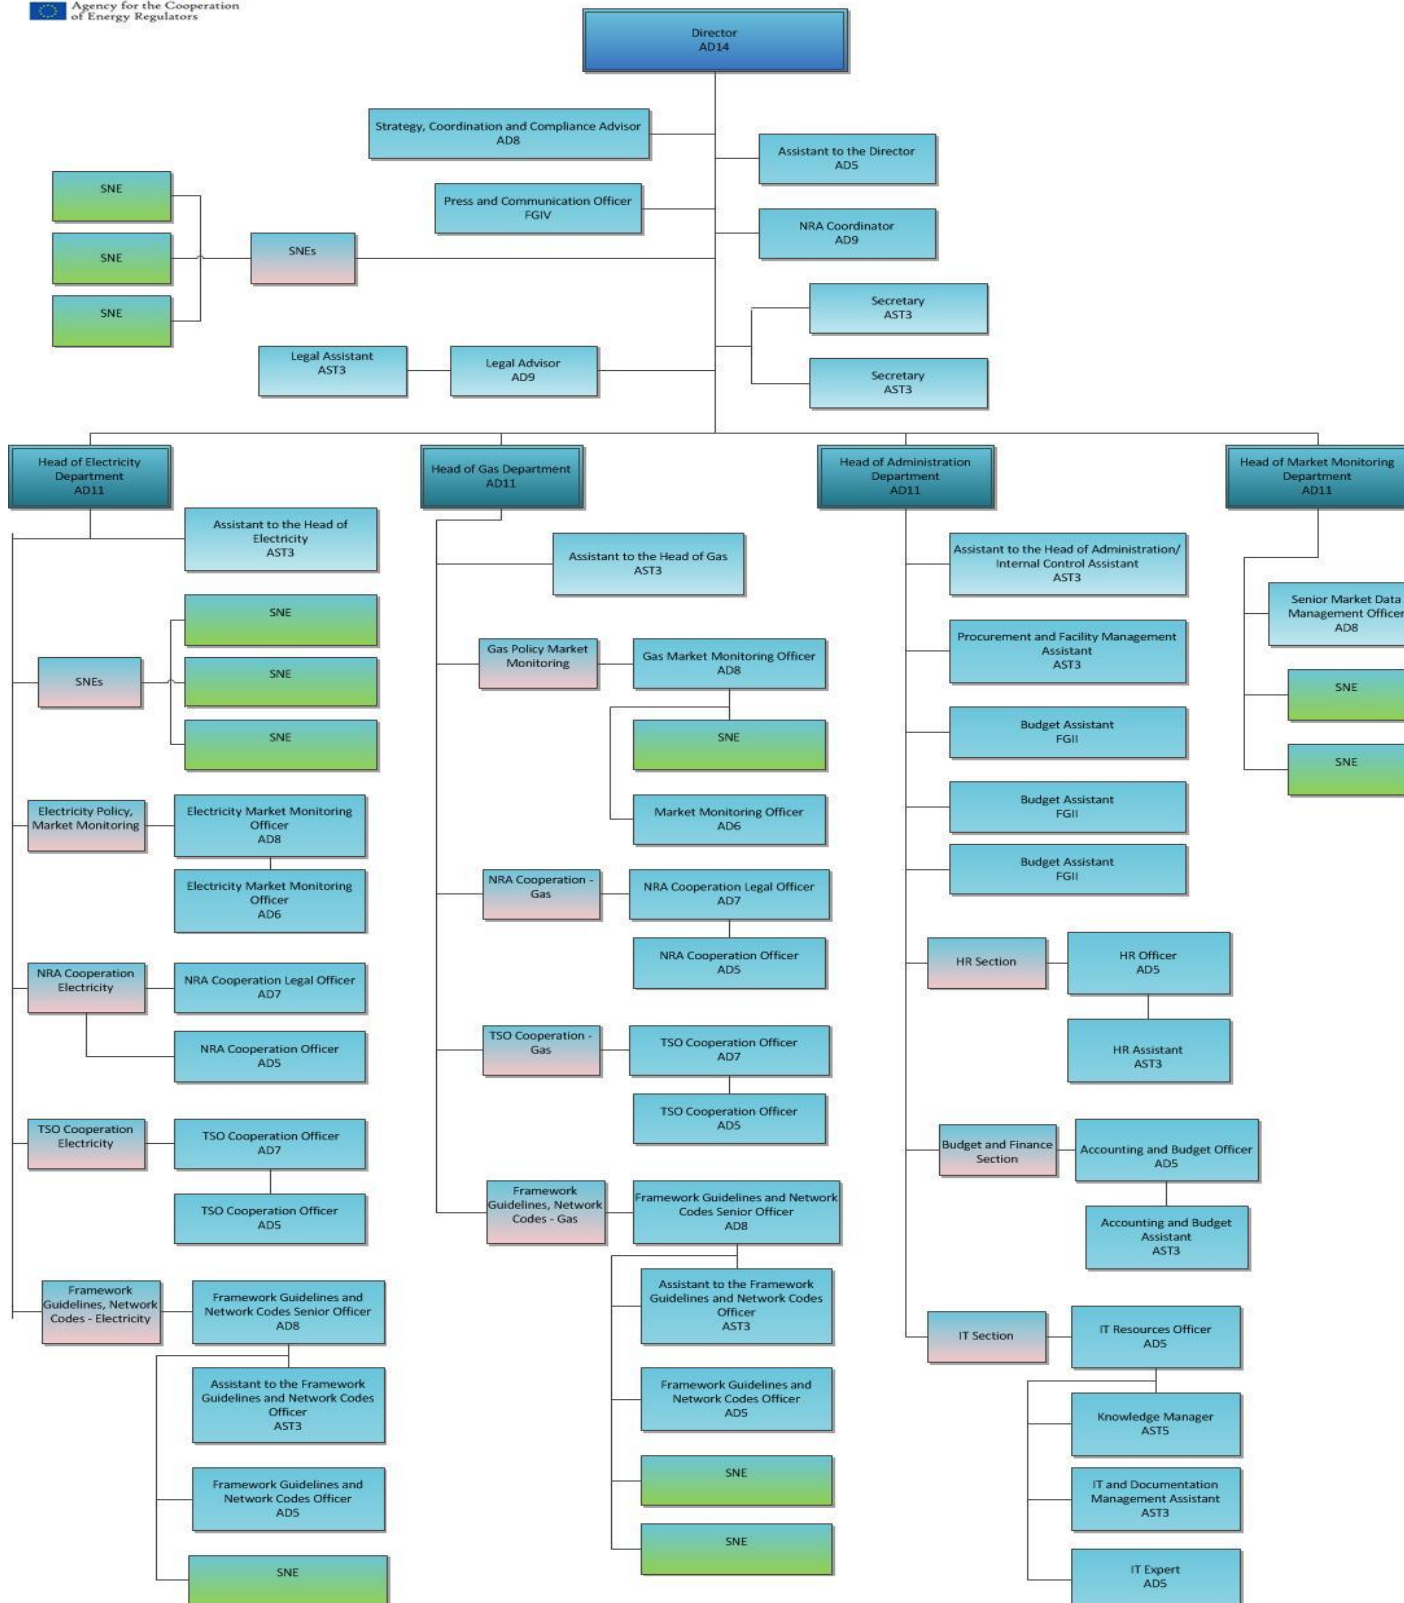 Agency for the Cooperation
of Energy Regulators
Director
AD14
Strategy, Coordination and Compliance Advisor
AD8
Assistant to the Director
AD5
Press and Communication Officer
FGIV
NRA Coordinator
AD9
SNE
SNE
SNE
SNEs
Secretary
AST3
Secretary
AST3
Legal Assistant
AST3
Legal Advisor
AD9
Head of Electricity
Department
AD11
Assistant to the Head of
Electricity
AST3
SNEs
SNE
SNE
SNE
Electricity Policy,
Market Monitoring
Electricity Market Monitoring
Officer
AD8
Electricity Market Monitoring
Officer
AD6
NRA Cooperation
Electricity
NRA Cooperation Legal Officer
AD7
NRA Cooperation Officer
AD5
TSO Cooperation
Electricity
TSO Cooperation Officer
AD7
TSO Cooperation Officer
AD5
Framework
Guidelines, Network
Codes - Electricity
Framework Guidelines and
Network Codes Senior Officer
AD8
Assistant to the Framework
Guidelines and Network Codes
Officer
AST3
Framework Guidelines and
Network Codes Officer
AD5
SNE
Head of Gas Department
AD11
Assistant to the Head of Gas
AST3
Gas Policy Market
Monitoring
Gas Market Monitoring Officer
AD8
SNE
Market Monitoring Officer
AD6
NRA Cooperation -
Gas
NRA Cooperation Legal Officer
AD7
NRA Cooperation Officer
AD5
TSO Cooperation -
Gas
TSO Cooperation Officer
AD7
TSO Cooperation Officer
AD5
Framework
Guidelines, Network
Codes - Gas
Framework Guidelines and Network
Codes Senior Officer
AD8
Assistant to the Framework
Guidelines and Network Codes
Officer
AST3
Framework Guidelines and
Network Codes Officer
AD5
SNE
SNE
Head of Administration
Department
AD11
Assistant to the Head of Administration/
Internal Control Assistant
AST3
Procurement and Facility Management
Assistant
AST3
Budget Assistant
FGII
Budget Assistant
FGII
Budget Assistant
FGII
HR Section
HR Officer
AD5
HR Assistant
AST3
Budget and Finance
Section
Accounting and Budget Officer
AD5
Accounting and Budget
Assistant
AST3
IT Section
IT Resources Officer
AD5
Knowledge Manager
AST5
IT and Documentation
Management Assistant
AST3
IT Expert
AD5
Head of Market Monitoring
Department
AD11
Senior Market Data
Management Officer
AD8
SNE
SNE